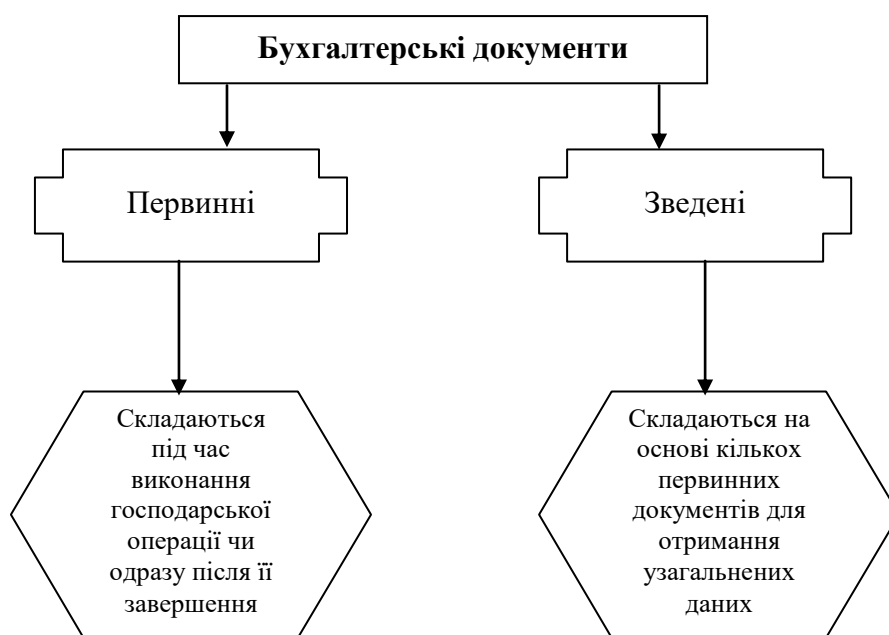 Бухгалтерські документи
Первинні
Зведені
Складаються
під час
виконання
господарської
операції чи
одразу після її
завершення
Складаються на
основі кількох
первинних
документів для
отримання
узагальнених
даних